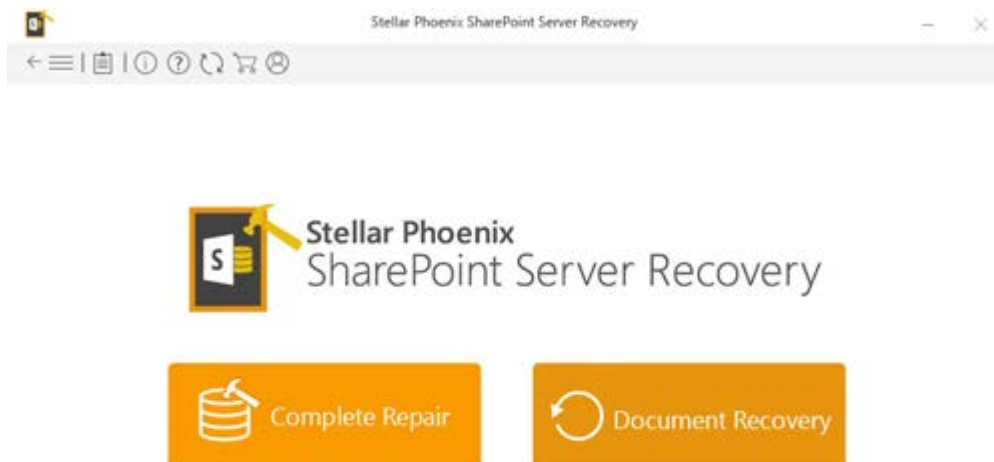 Stellar Phoenix SharePoint Server Recovery
S
Stellar Phoenix
SharePoint Server Recovery
Complete Repair
Document Recovery